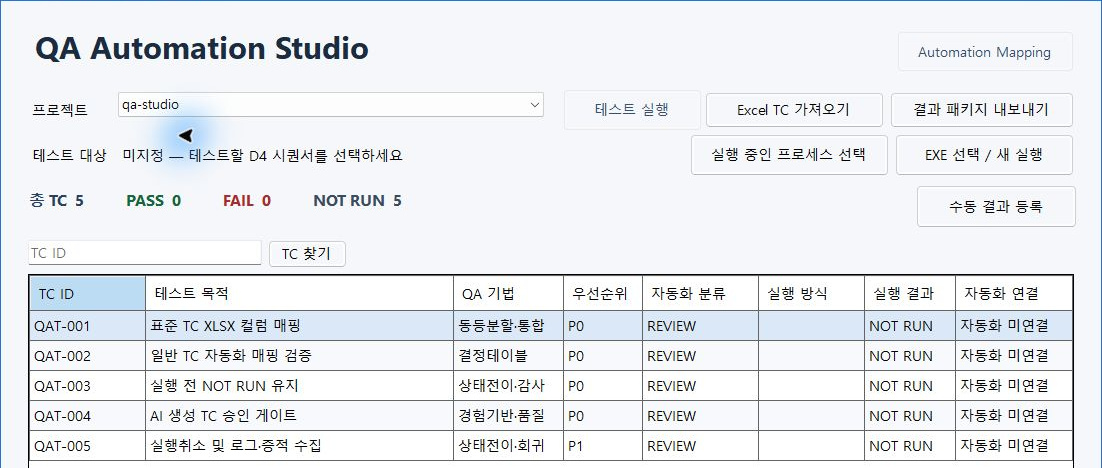 QA Automation Studio
Automation Mapping
프로젝트 qa-studio 테스트 실행 Excel TC 가져오기 결과 패키지 내보내기
테스트 대상 미지정 — 테스트할 D4 시퀀서를 선택하세요 실행 중인 프로세스 선택 EXE 선택 / 새 실행
총 TC 5 PASS 0 FAIL 0 NOT RUN 5 수동 결과 등록
TC ID TC 찾기
TC ID 테스트 목적 QA 기법 우선순위 자동화 분류 실행 방식 실행 결과 자동화 연결
QAT-001 표준 TC XLSX 컬럼 매핑 동등분할·통합 P0 REVIEW NOT RUN 자동화 미연결
QAT-002 일반 TC 자동화 매핑 검증 결정테이블 P0 REVIEW NOT RUN 자동화 미연결
QAT-003 실행 전 NOT RUN 유지 상태전이·감사 P0 REVIEW NOT RUN 자동화 미연결
QAT-004 AI 생성 TC 승인 게이트 경험기반·품질 P0 REVIEW NOT RUN 자동화 미연결
QAT-005 실행취소 및 로그·증적 수집 상태전이·회귀 P1 REVIEW NOT RUN 자동화 미연결